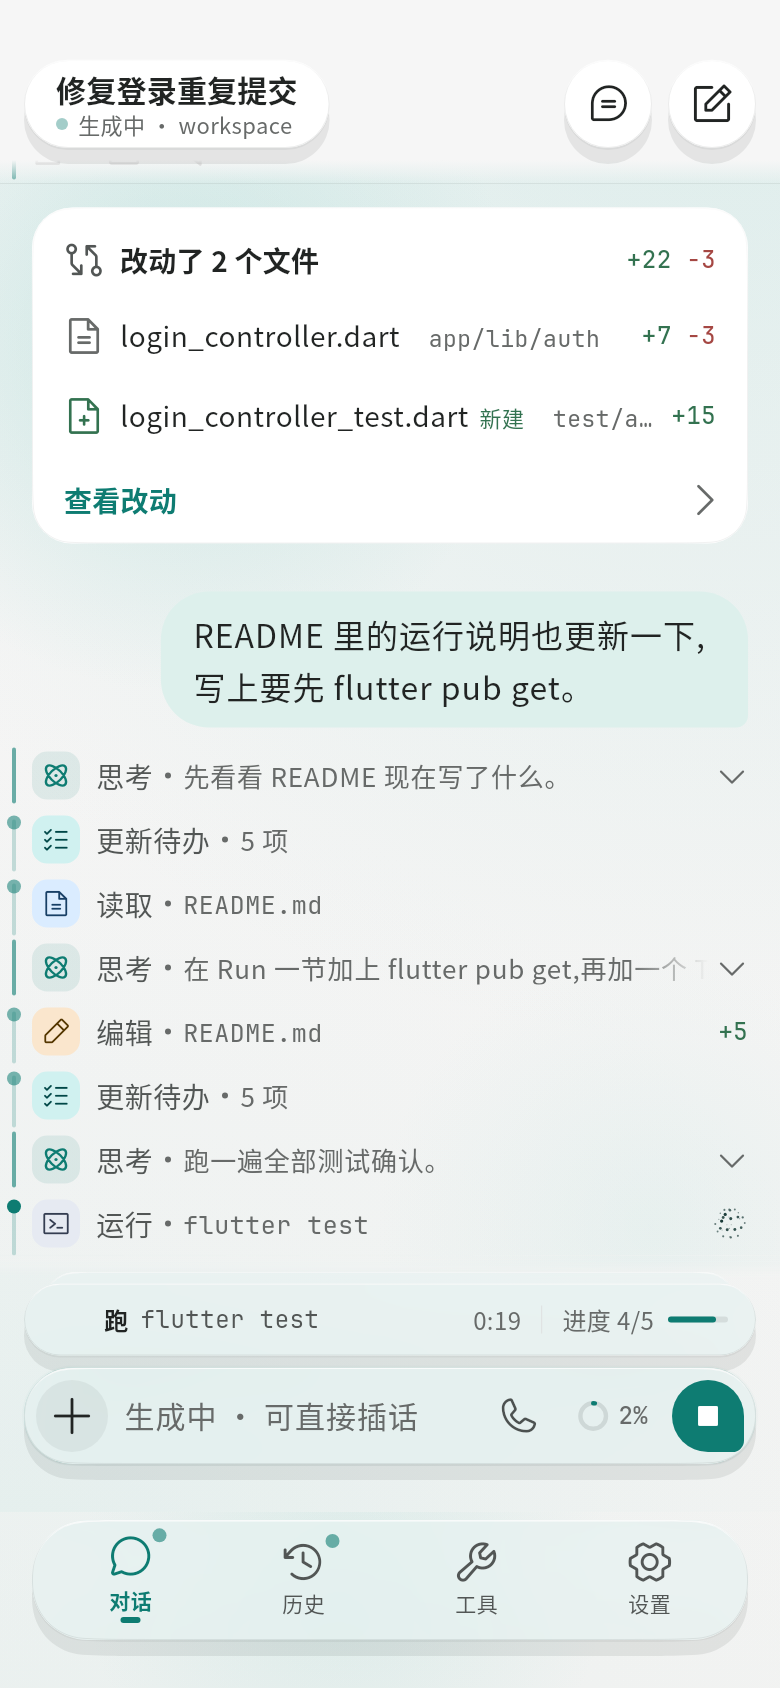 修复登录重复提交
生成中 · workspace
改动了 2 个文件 +22 -3
login_controller.dart app/lib/auth +7 -3
login_controller_test.dart 新建 test/a… +15
查看改动
README 里的运行说明也更新一下,
写上要先 flutter pub get。
思考 · 先看看 README 现在写了什么。
更新待办 · 5 项
读取 · README.md
思考 · 在 Run 一节加上 flutter pub get,再加一个 T
编辑 · README.md +5
更新待办 · 5 项
思考 · 跑一遍全部测试确认。
运行 · flutter test
跑 flutter test 0:19 进度 4/5
生成中 · 可直接插话 2%
对话 历史 工具 设置